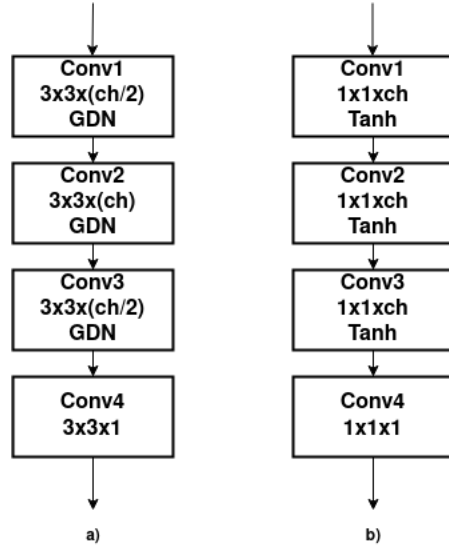 Conv1
3x3x(ch/2)
GDN
Conv2
3x3x(ch)
GDN
Conv3
3x3x(ch/2)
GDN
Conv4
3x3x1
a)
Conv1
1x1xch
Tanh
Conv2
1x1xch
Tanh
Conv3
1x1xch
Tanh
Conv4
1x1x1
b)